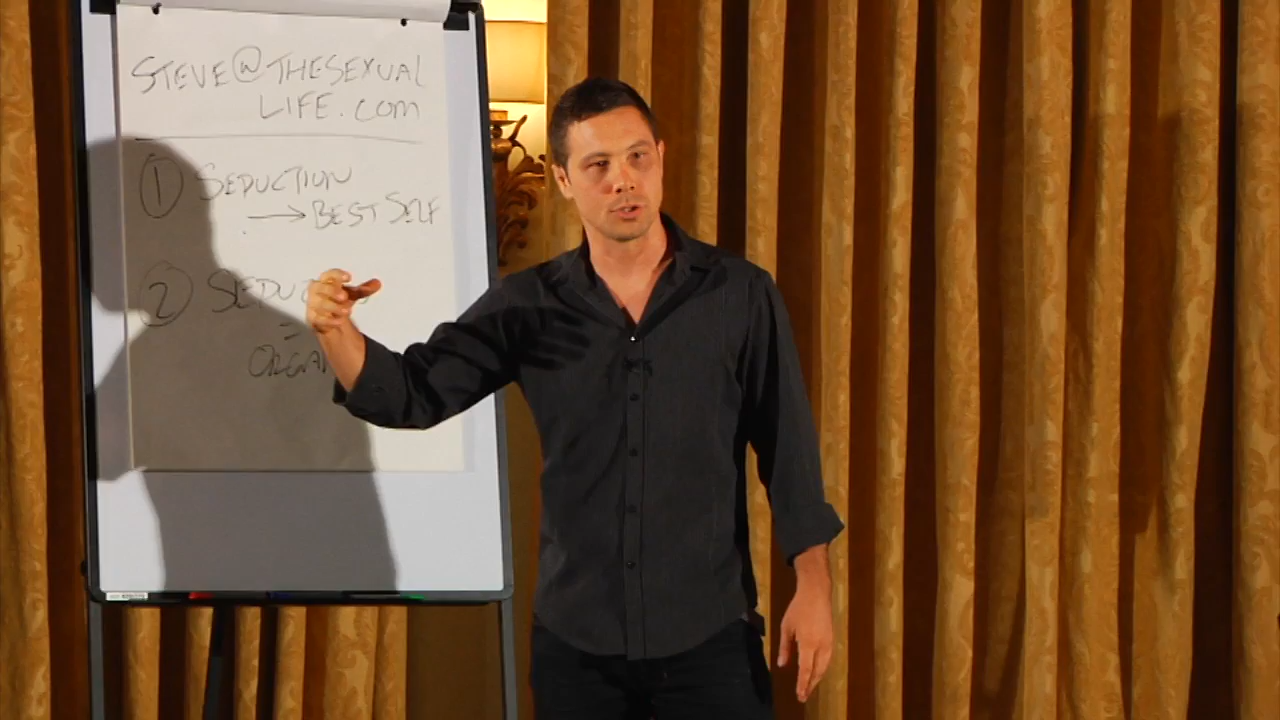 STEVE@THESEXUAL
LIFE.COM
1 SEDUCTION
→ BEST SELF
2
=